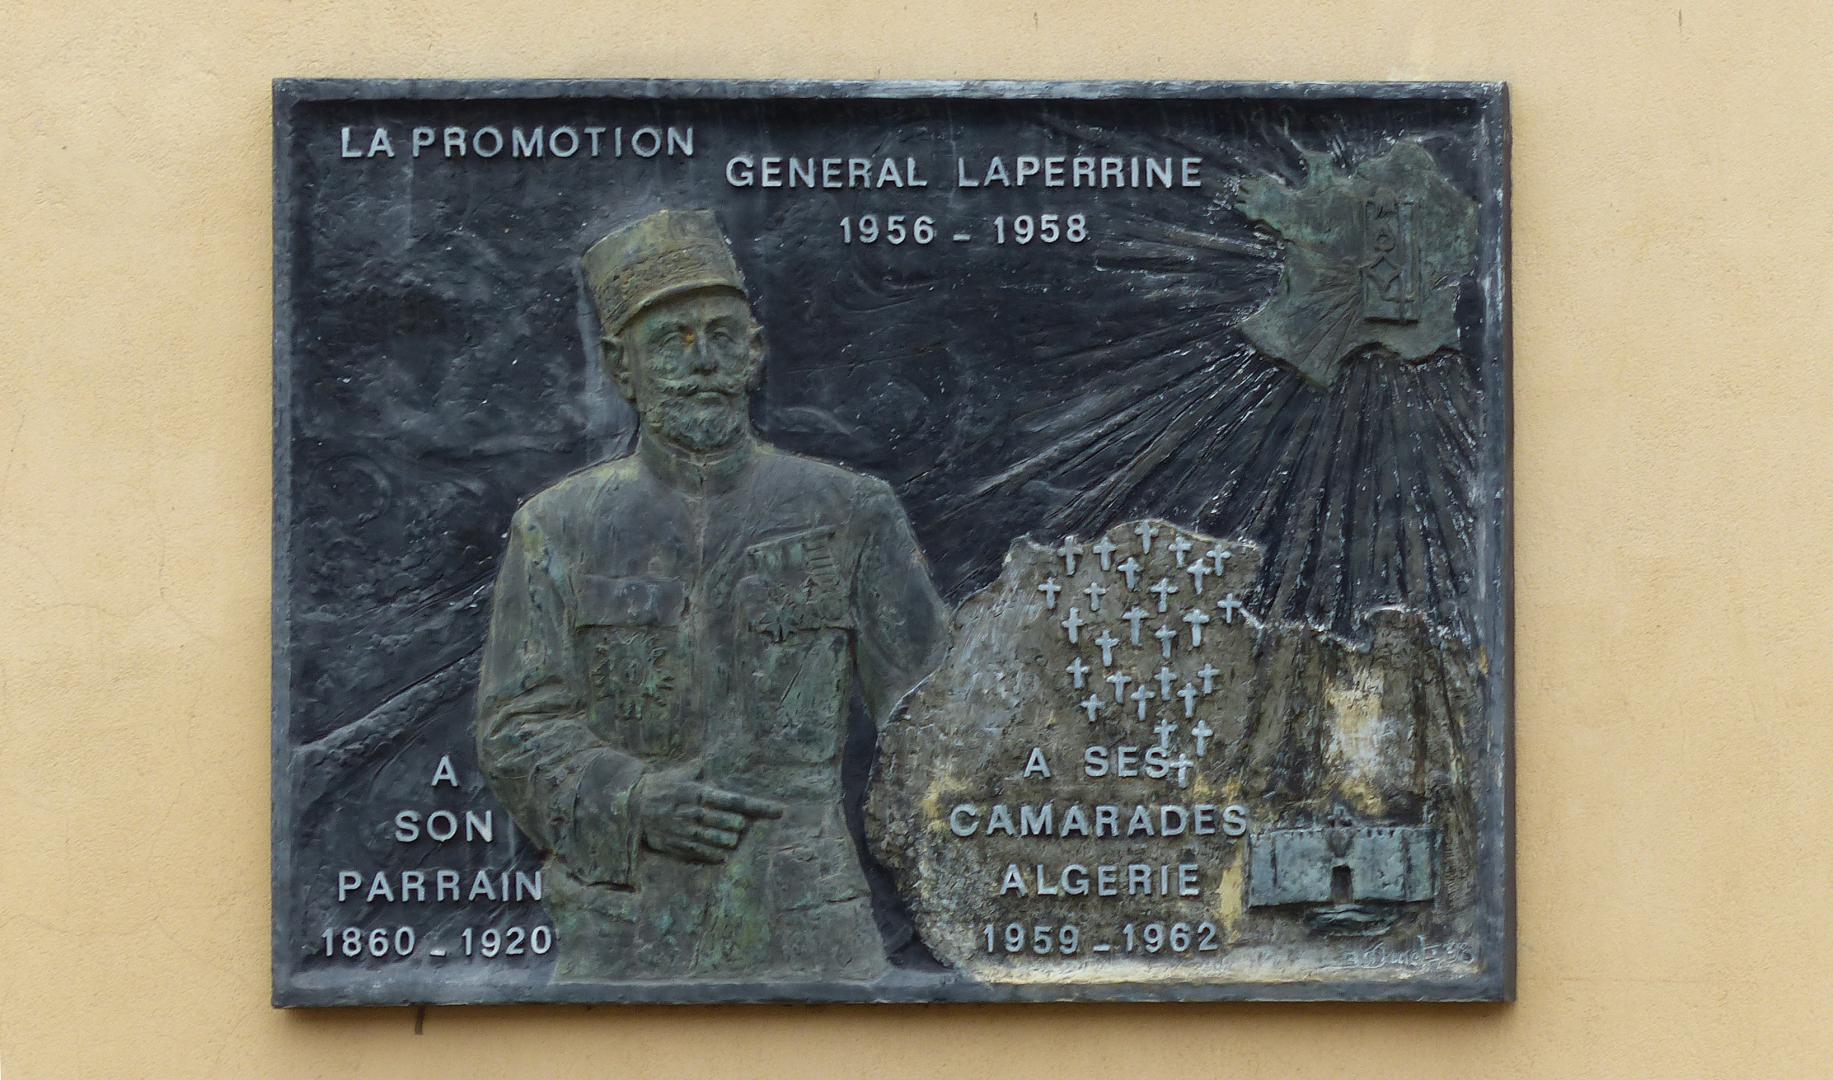 LA PROMOTION
GENERAL LAPERRINE
1956 - 1958
A
SON
PARRAIN
1860 - 1920
A SES
CAMARADES
ALGERIE
1959 - 1962